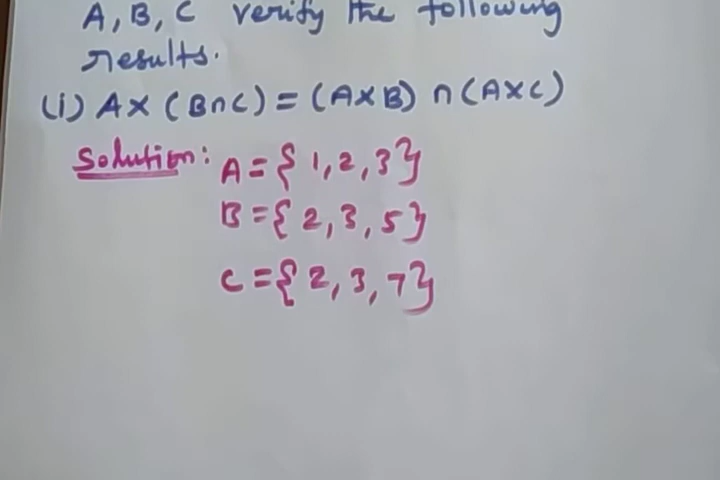 A, B, C verify the following
results.
(i) A × (B∩C) = (A×B) ∩ (A×C)
Solution: A = {1, 2, 3}
B = {2, 3, 5}
C = {2, 3, 7}